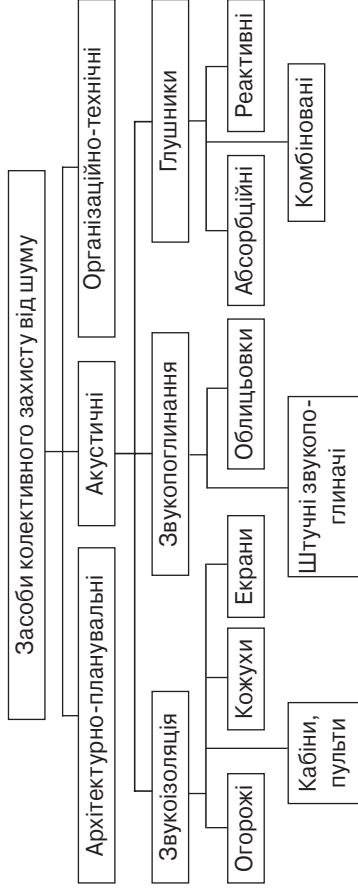 Засоби колективного захисту від шуму
Архітектурно-планувальні
Акустичні
Організаційно-технічні
Звукоізоляція
Звукопоглинання
Глушники
Огорожі
Кожухи
Екрани
Облицьовки
Абсорбційні
Реактивні
Кабіни,
пульти
Штучні звукопо-
глиначі
Комбіновані